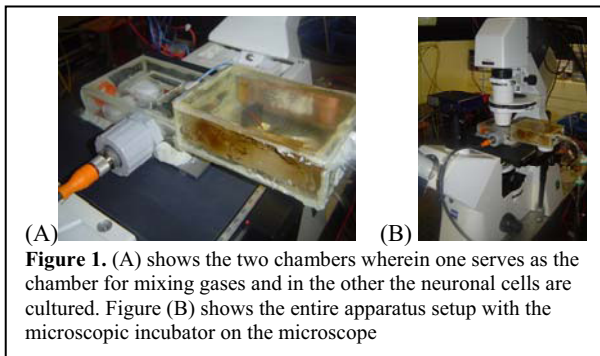 (A)
(B)
Figure 1. (A) shows the two chambers wherein one serves as the
chamber for mixing gases and in the other the neuronal cells are
cultured. Figure (B) shows the entire apparatus setup with the
microscopic incubator on the microscope